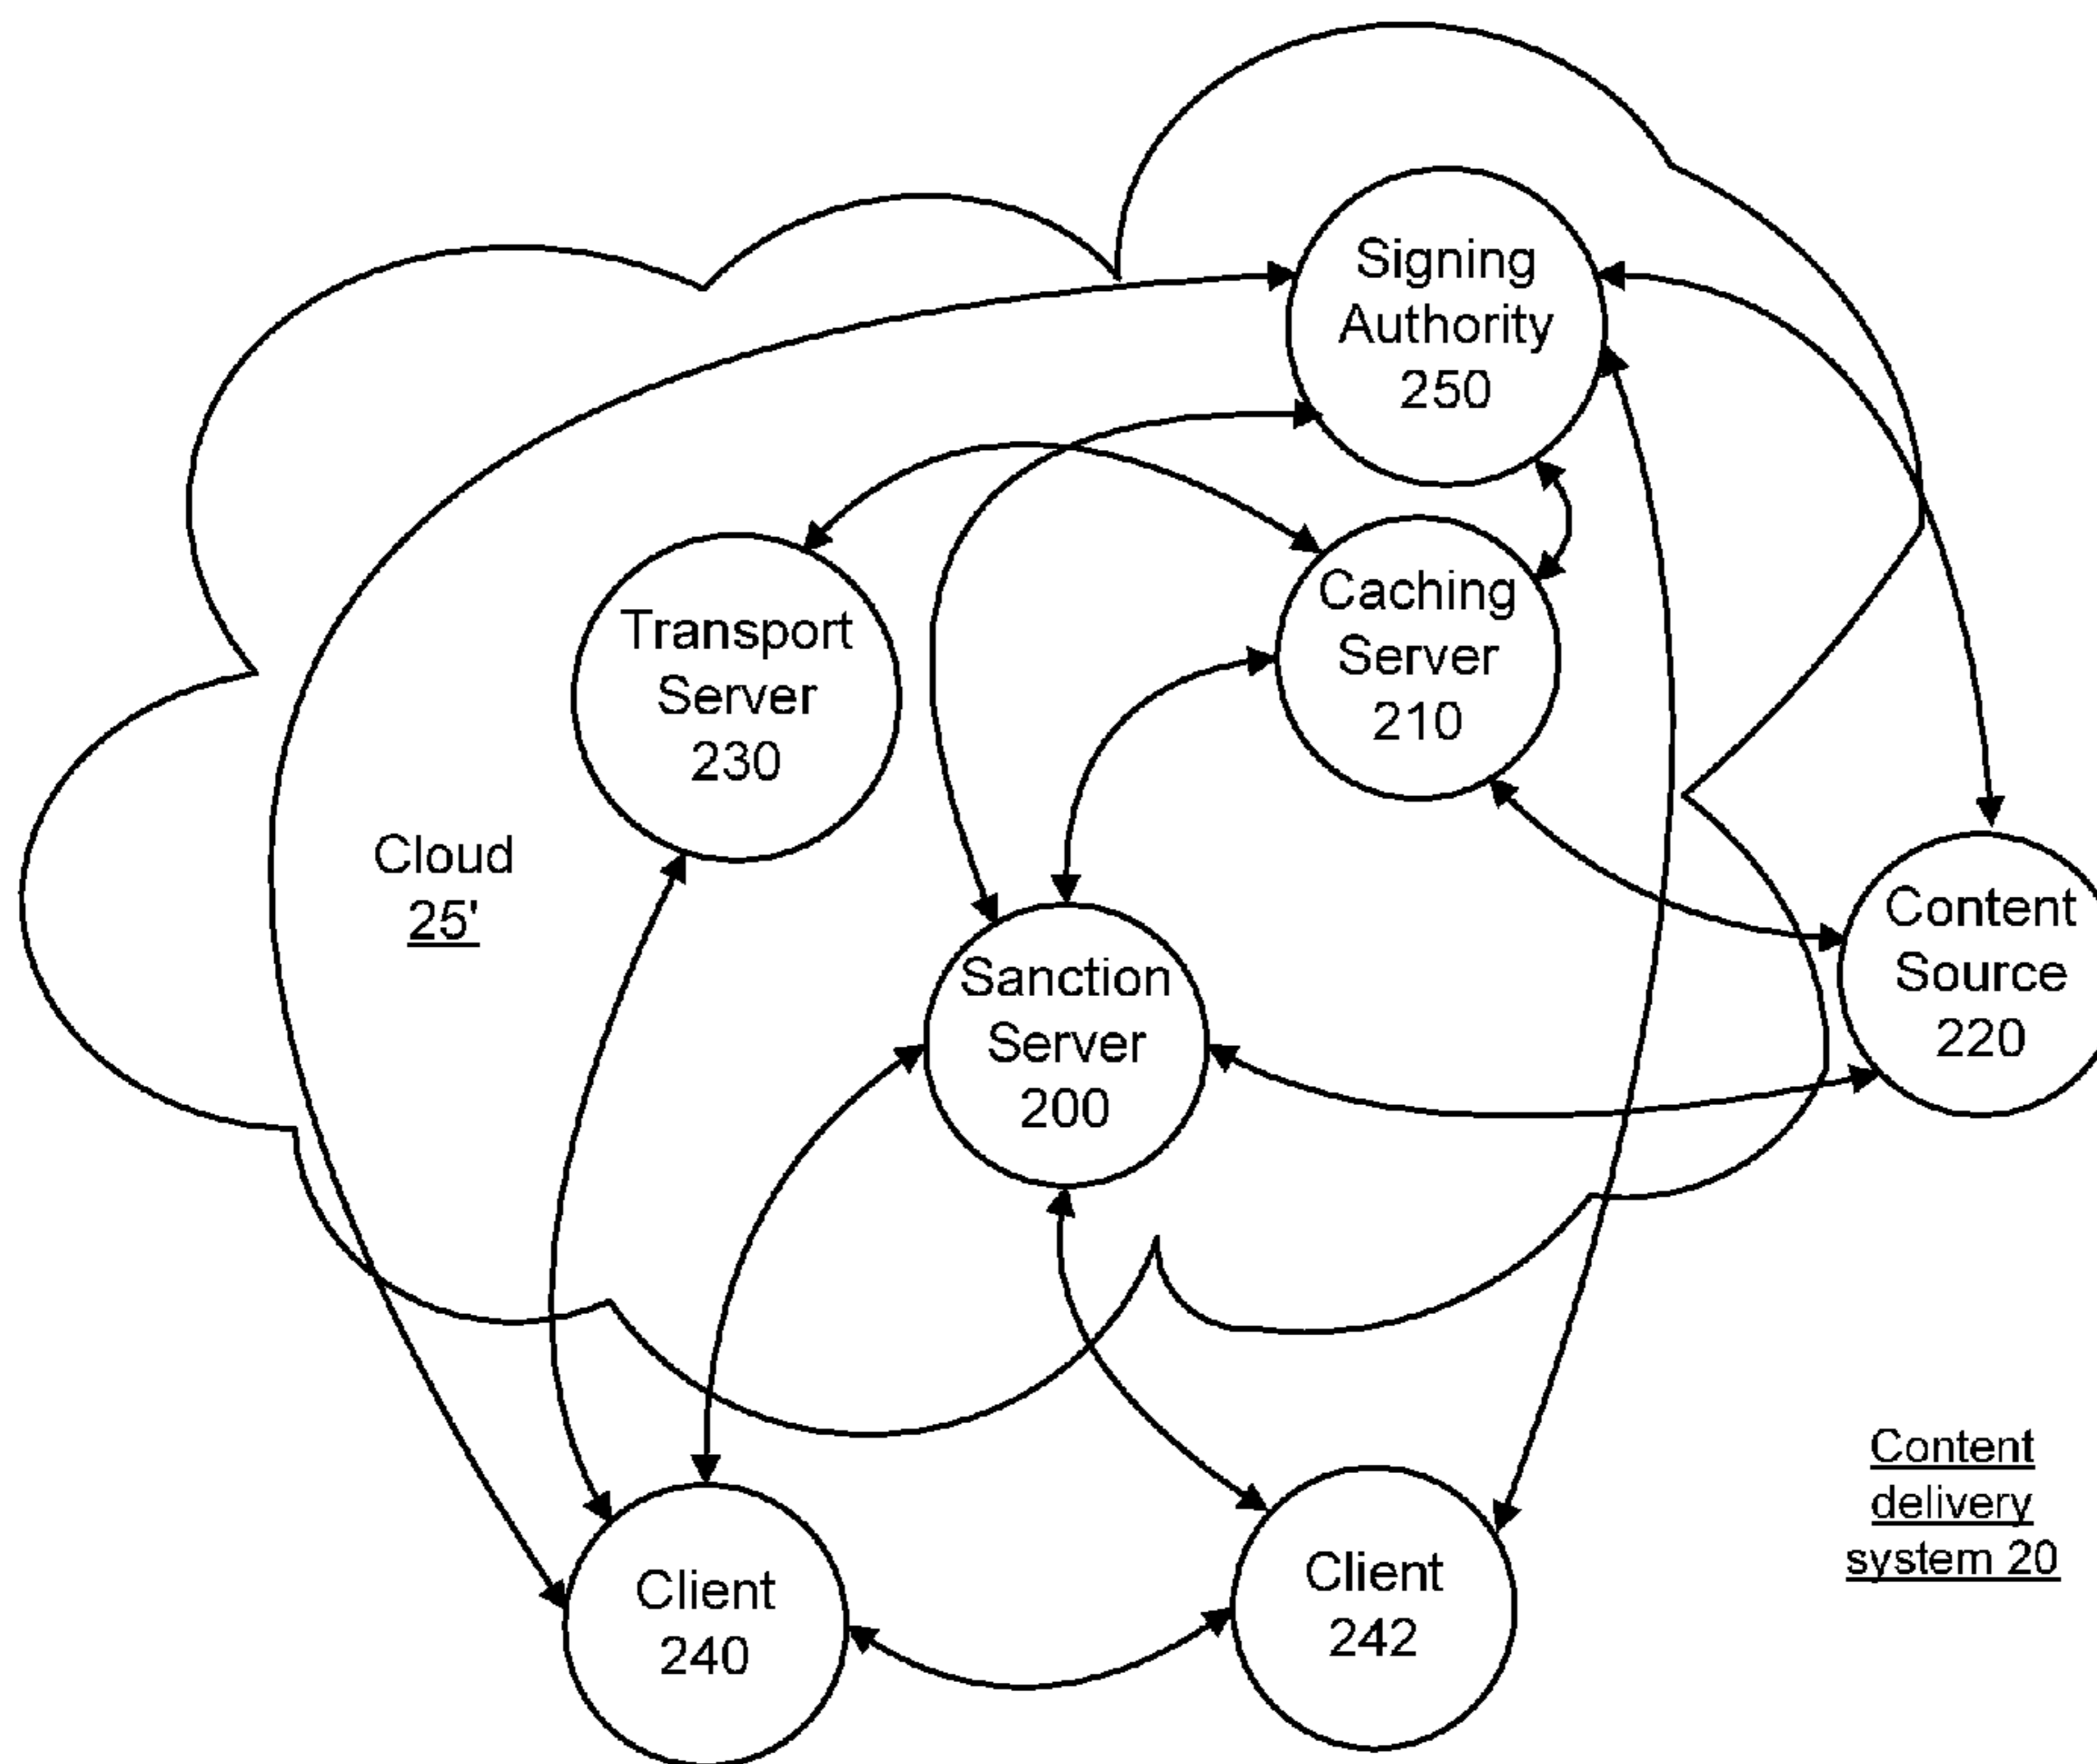 Signing
Authority
250
Caching
Server
210
Transport
Server
230
Cloud
25'
Content
Source
220
Sanction
Server
200
Client
240
Client
242
Content
delivery
system 20